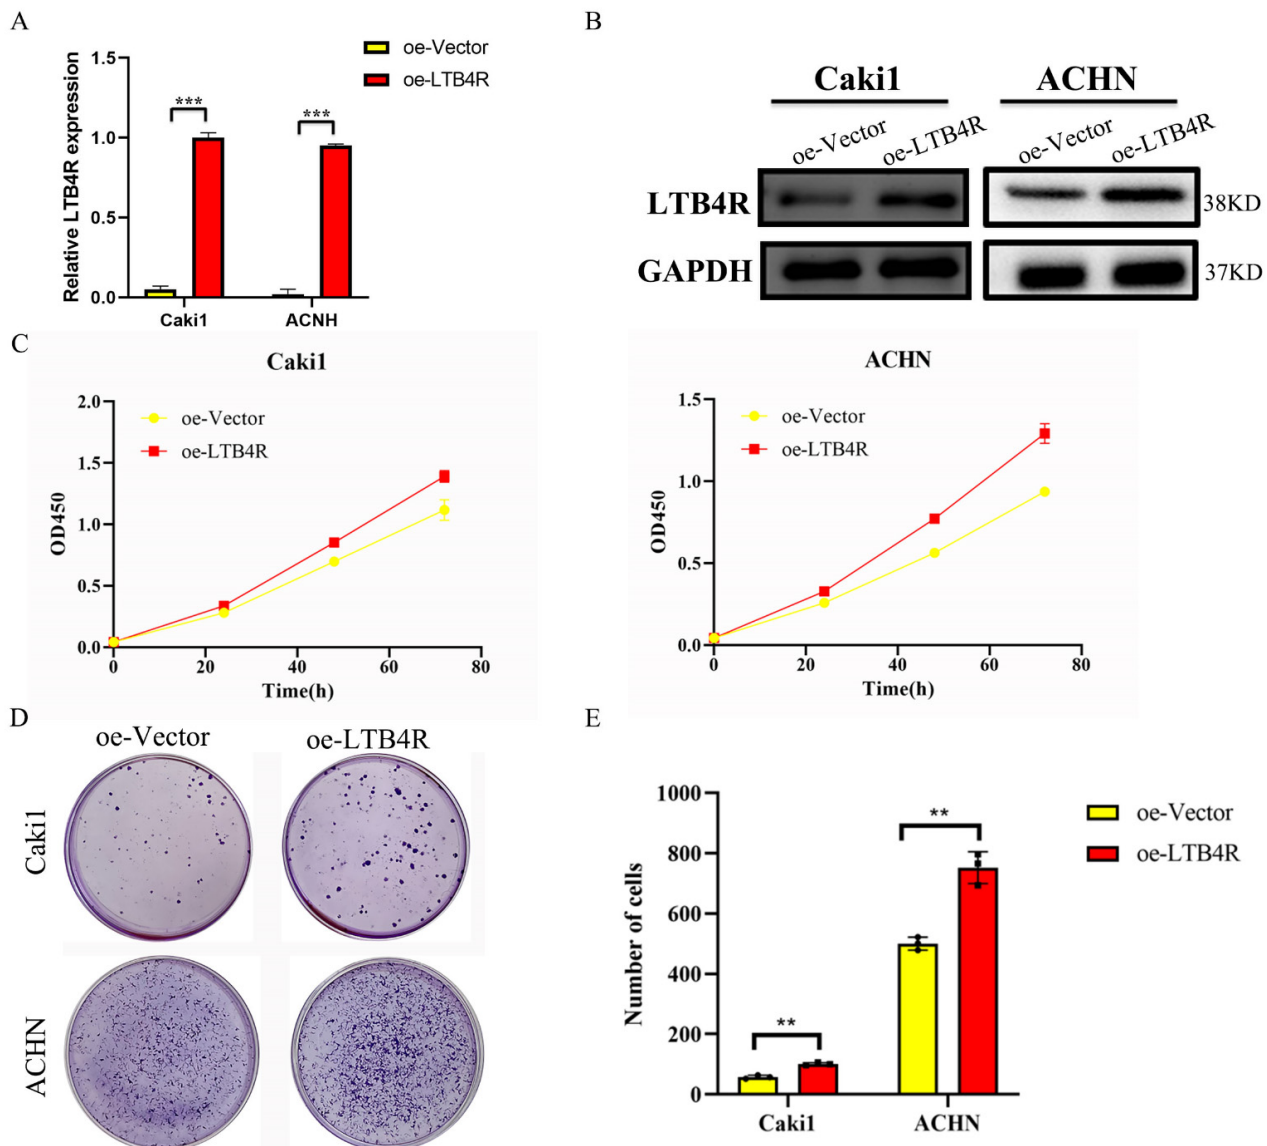 A
oe-Vector
oe-LTB4R
Relative LTB4R expression
1.5
1.0
0.5
0.0
***
***
Caki1 ACNH
B
Caki1 ACHN
oe-Vector oe-LTB4R oe-Vector oe-LTB4R
LTB4R 38KD
GAPDH 37KD
C
Caki1
oe-Vector
oe-LTB4R
OD450
2.0
1.5
1.0
0.5
0.0
0 20 40 60 80
Time(h)
ACHN
oe-Vector
oe-LTB4R
OD450
1.5
1.0
0.5
0.0
0 20 40 60 80
Time(h)
D
oe-Vector oe-LTB4R
Caki1
ACHN
E
oe-Vector
oe-LTB4R
Number of cells
1000
800
600
400
200
0
**
**
Caki1 ACHN